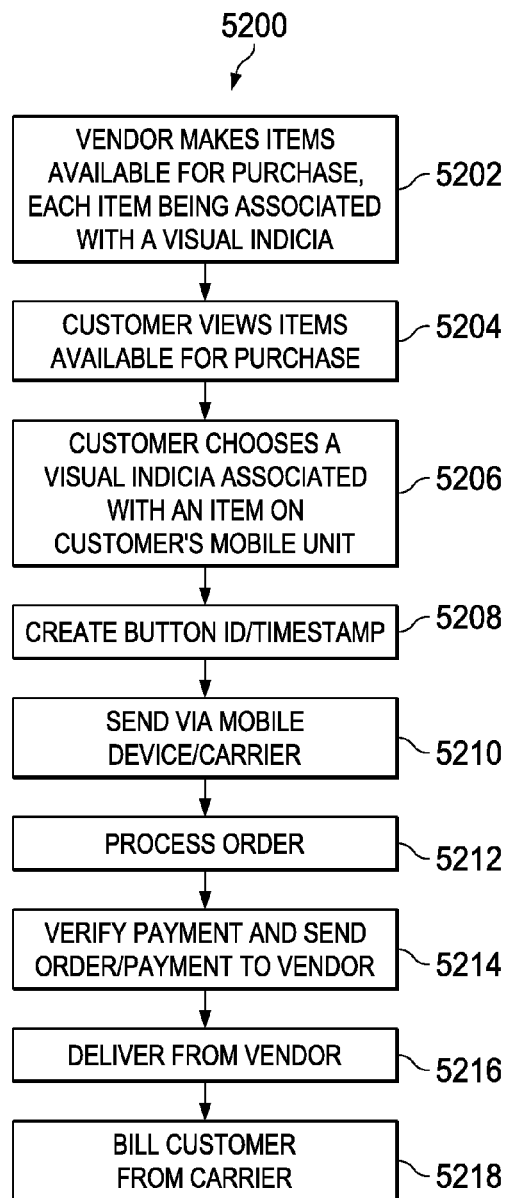 5200
VENDOR MAKES ITEMS
AVAILABLE FOR PURCHASE,
EACH ITEM BEING ASSOCIATED
WITH A VISUAL INDICIA
5202
CUSTOMER VIEWS ITEMS
AVAILABLE FOR PURCHASE
5204
CUSTOMER CHOOSES A
VISUAL INDICIA ASSOCIATED
WITH AN ITEM ON
CUSTOMER'S MOBILE UNIT
5206
CREATE BUTTON ID/TIMESTAMP
5208
SEND VIA MOBILE
DEVICE/CARRIER
5210
PROCESS ORDER
5212
VERIFY PAYMENT AND SEND
ORDER/PAYMENT TO VENDOR
5214
DELIVER FROM VENDOR
5216
BILL CUSTOMER
FROM CARRIER
5218